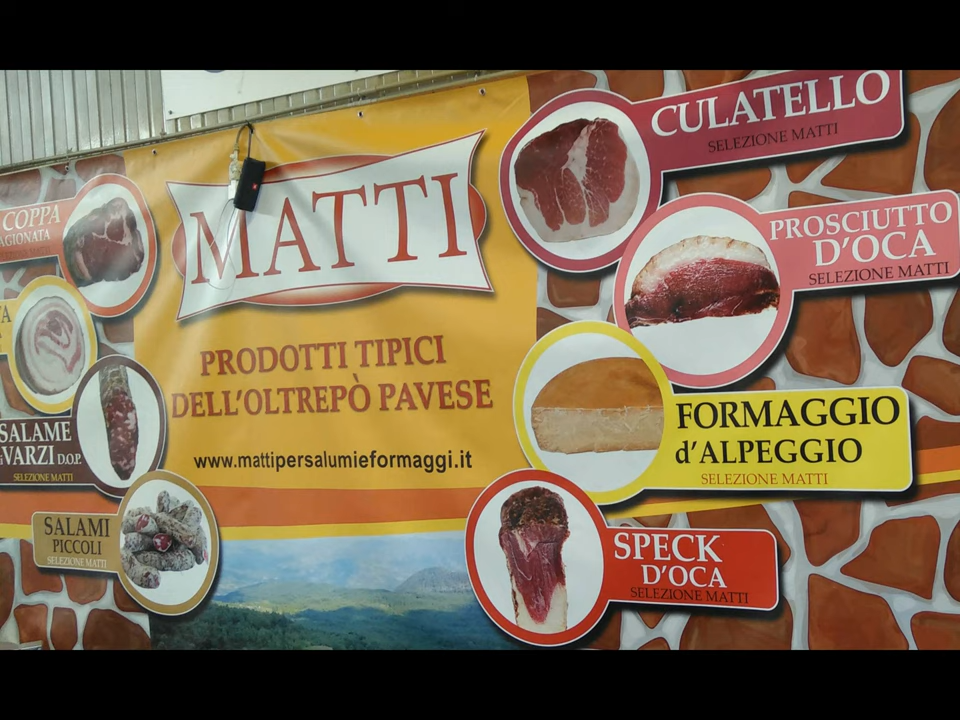 COPPA
MATTI
PRODOTTI TIPICI
DELL'OLTREPÒ PAVESE
www.mattipersalumieformaggi.it
SALAME
VARZI D.O.P.
SELEZIONE MATTI
SALAMI
PICCOLI
SELEZIONE MATTI
CULATELLO
SELEZIONE MATTI
PROSCIUTTO
D'OCA
SELEZIONE MATTI
FORMAGGIO
d'ALPEGGIO
SELEZIONE MATTI
SPECK
D'OCA
SELEZIONE MATTI